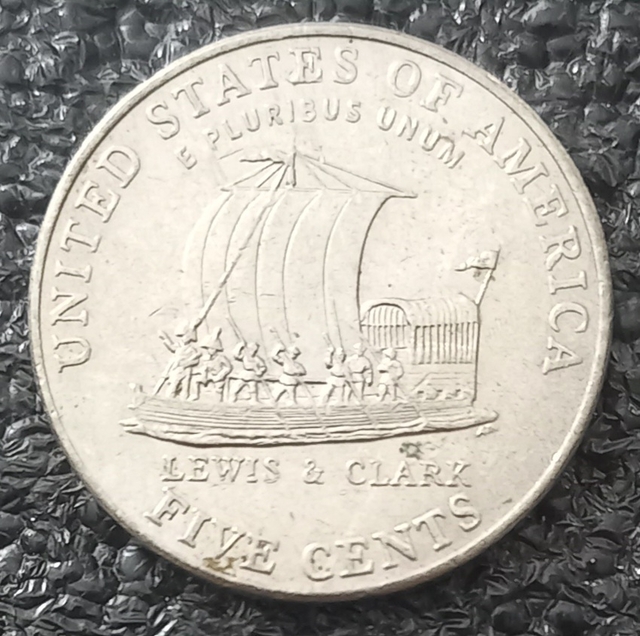 UNITED STATES OF AMERICA
E PLURIBUS UNUM
LEWIS & CLARK
FIVE CENTS